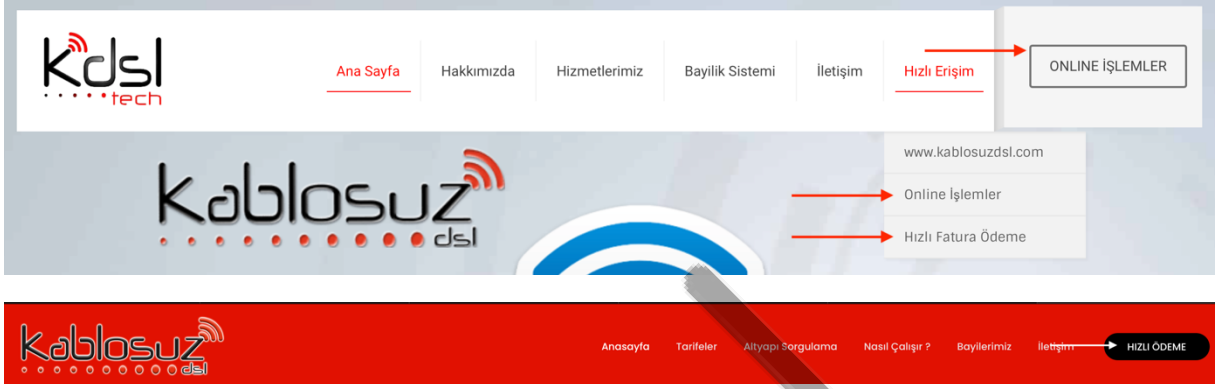 Kdsl
tech
Ana Sayfa
Hakkımızda
Hizmetlerimiz
Bayilik Sistemi
İletişim
Hızlı Erişim
ONLINE İŞLEMLER
www.kablosuzdsl.com
Online İşlemler
Hızlı Fatura Ödeme
Kablosuz
dsl
Kablosuz
dsl
Anasayfa
Tarifeler
Altyapı Sorgulama
Nasıl Çalışır ?
Bayilerimiz
İletişim
HIZLI ÖDEME